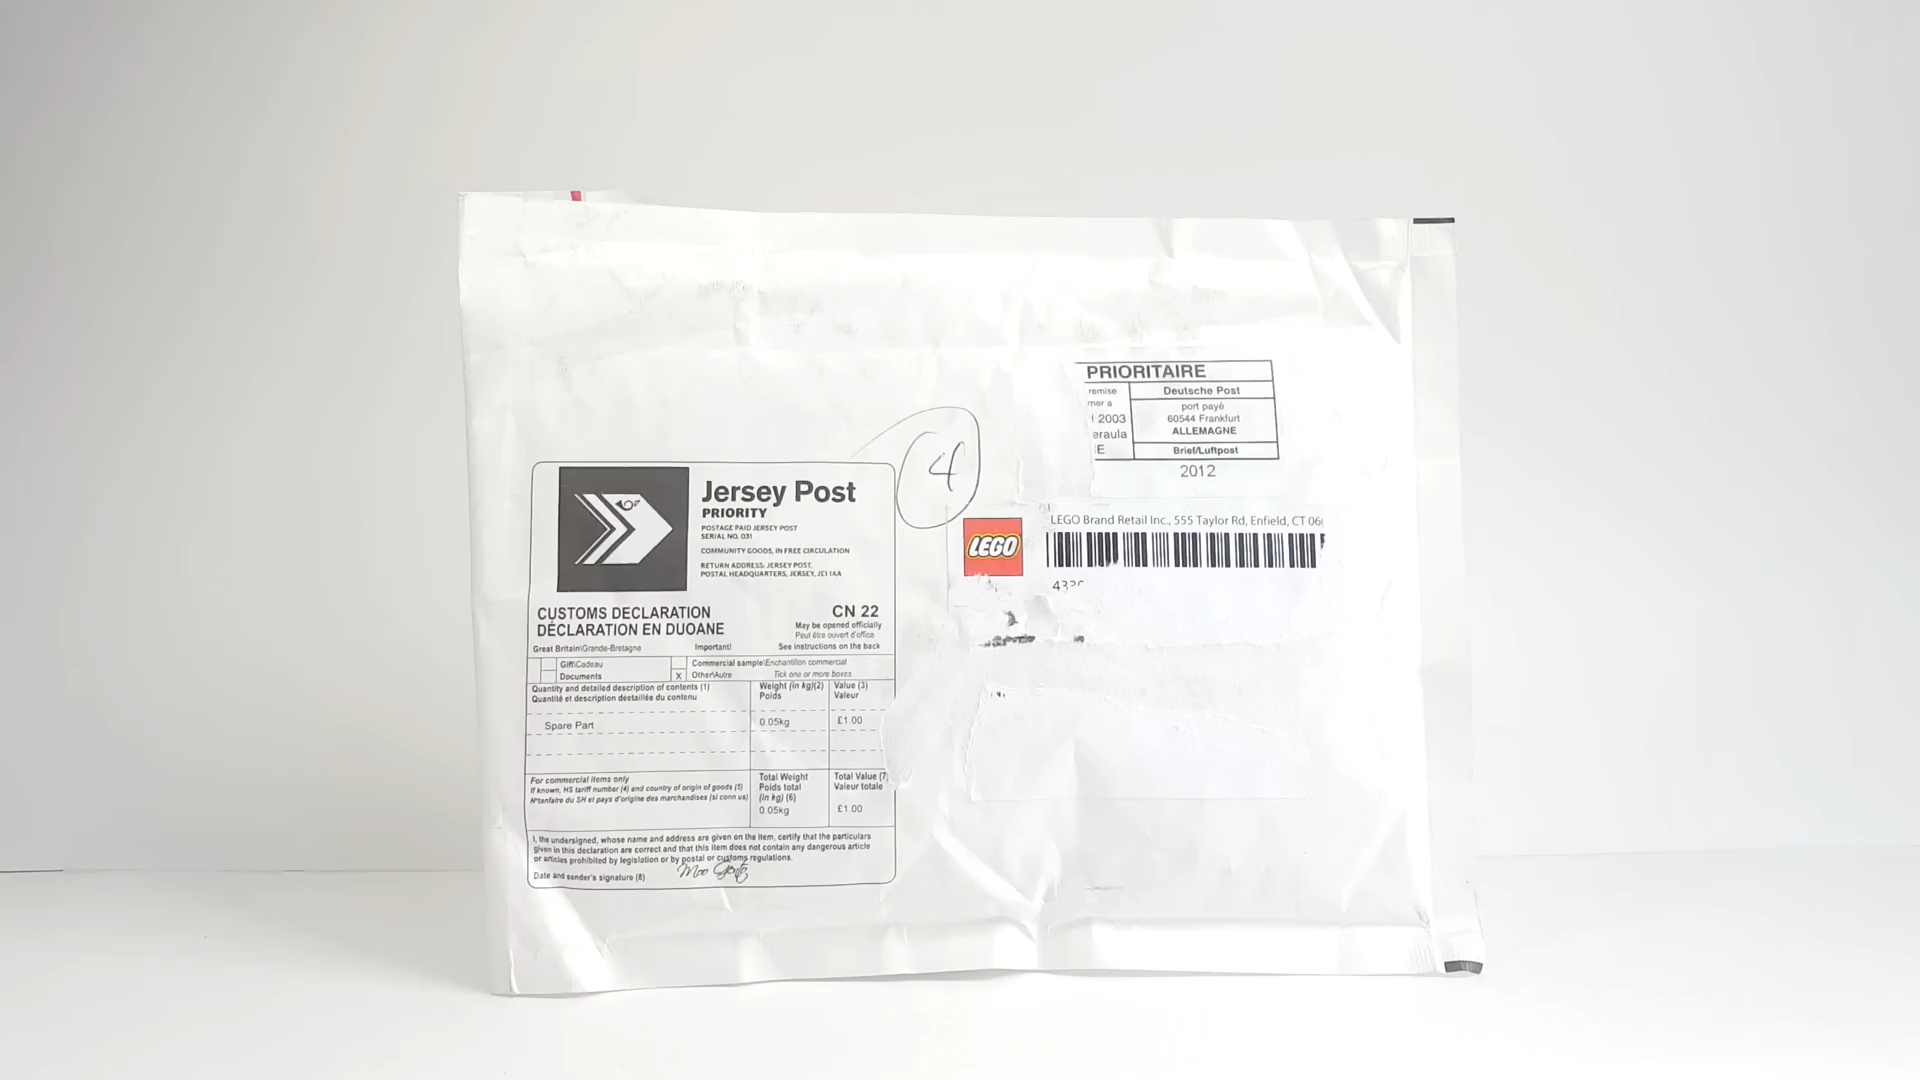 PRIORITAIRE
remise
Deutsche Post
mer a
port payé
2003
60544 Frankfurt
eraula
ALLEMAGNE
E
Brief/Luftpost
2012
4
Jersey Post
PRIORITY
POSTAGE PAID JERSEY POST
SERIAL NO. 031
COMMUNITY GOODS, IN FREE CIRCULATION
RETURN ADDRESS: JERSEY POST,
POSTAL HEADQUARTERS, JERSEY, JE1 1AA
LEGO
LEGO Brand Retail Inc., 555 Taylor Rd, Enfield, CT 06
CUSTOMS DECLARATION
DÉCLARATION EN DUOANE
CN 22
May be opened officially
Peut être ouvert d'office
Great Britain\Grande-Bretagne
Important!
See instructions on the back
Gift\Cadeau
Commercial sample\Enchantillon commercial
Documents
X Other\Autre
Tick one or more boxes
Quantity and detailed description of contents (1)
Quantité et description déctaillée du contenu
Weight (in kg)(2)
Poids
Value (3)
Valeur
Spare Part
0.05kg
£1.00
For commercial items only
If known, HS tariff number (4) and country of origin of goods (5)
N°tanfaire du SH et pays d'origine des marchandises (si conn us)
Total Weight
Poids total
(in kg) (6)
0.05kg
Total Value (7
Valeur totale
£1.00
I, the undersigned, whose name and address are given on the item, certify that the particulars
given in this declaration are correct and that this item does not contain any dangerous article
or articles prohibited by legislation or by postal or customs regulations.
Date and sender's signature (8)